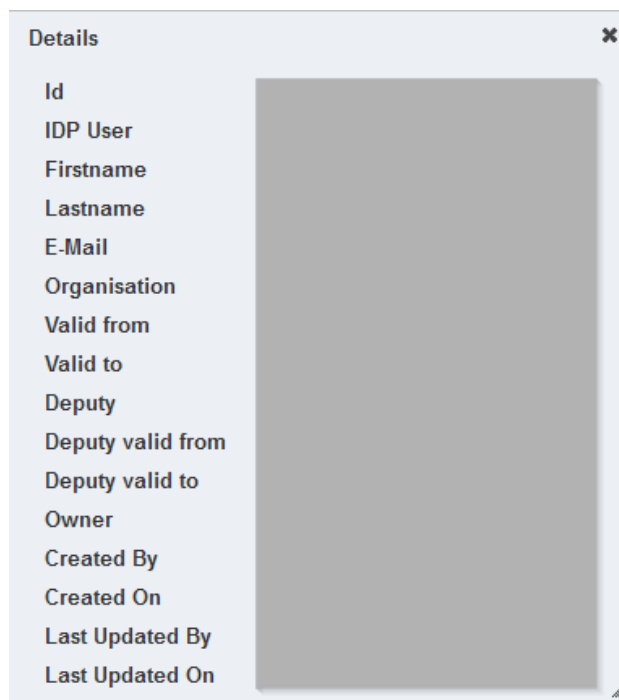 Details
Id
IDP User
Firstname
Lastname
E-Mail
Organisation
Valid from
Valid to
Deputy
Deputy valid from
Deputy valid to
Owner
Created By
Created On
Last Updated By
Last Updated On